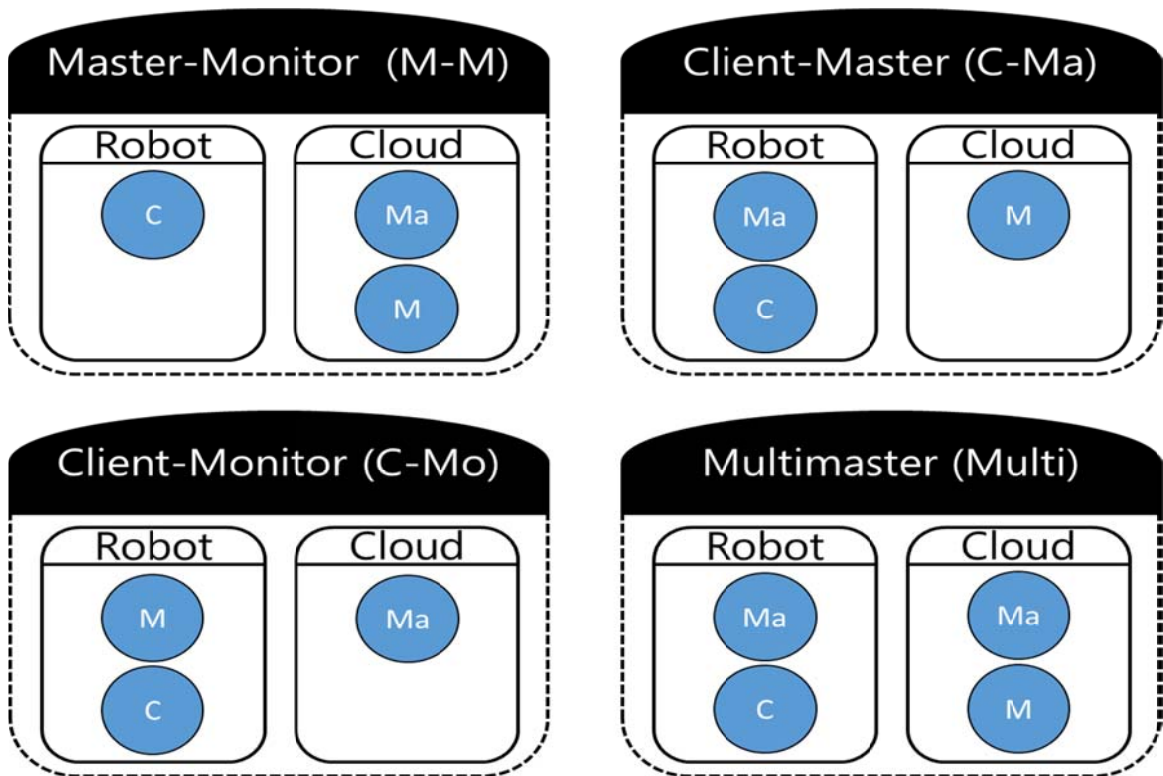 Master-Monitor (M-M)
Robot
Cloud
C
Ma
M
Client-Master (C-Ma)
Robot
Cloud
Ma
M
C
Client-Monitor (C-Mo)
Robot
Cloud
M
Ma
C
Multimaster (Multi)
Robot
Cloud
Ma
Ma
C
M